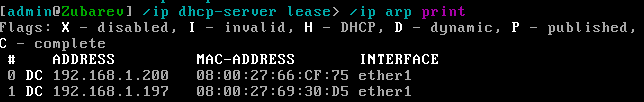 [admin@Zubarev] /ip dhcp-server lease> /ip arp print
Flags: X - disabled, I - invalid, H - DHCP, D - dynamic, P - published,
C - complete
# ADDRESS MAC-ADDRESS INTERFACE
0 DC 192.168.1.200 08:00:27:66:CF:75 ether1
1 DC 192.168.1.197 08:00:27:69:30:D5 ether1